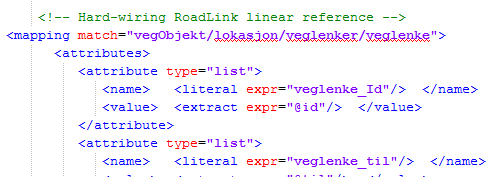 <!-- Hard-wiring RoadLink linear reference -->
<mapping match="vegObjekt/lokasjon/veglenker/veglenke">
<attributes>
<attribute type="list">
<name> <literal expr="veglenke_Id"/> </name>
<value> <extract expr="@id"/> </value>
</attribute>
<attribute type="list">
<name> <literal expr="veglenke_til"/> </name>